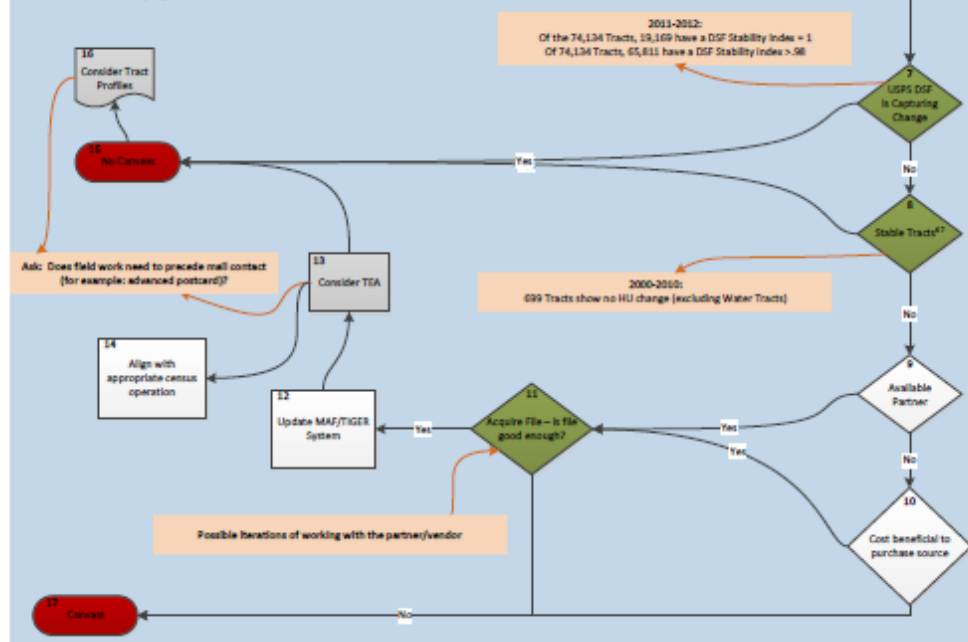 2011-2012:
Of the 74,134 Tracts, 19,169 have a DSF Stability Index = 1
Of 74,134 Tracts, 65,811 have a DSF Stability Index >.98
16
Consider Tract
Profiles
7
USPS DSF
is Capturing
Change
15
No Canvass
Yes
No
8
Stable Tracts
Ask: Does field work need to precede mail contact
(for example: advanced postcard)?
13
Consider TEA
2000-2010:
699 Tracts show no HU change (excluding Water Tracts)
No
14
Align with
appropriate census
operation
9
Available
Partner
12
Update MAF/TIGER
System
Yes
11
Acquire File – is file
good enough?
Yes
Yes
No
10
Cost beneficial to
purchase source
Possible iterations of working with the partner/vendor
17
Canvass
No